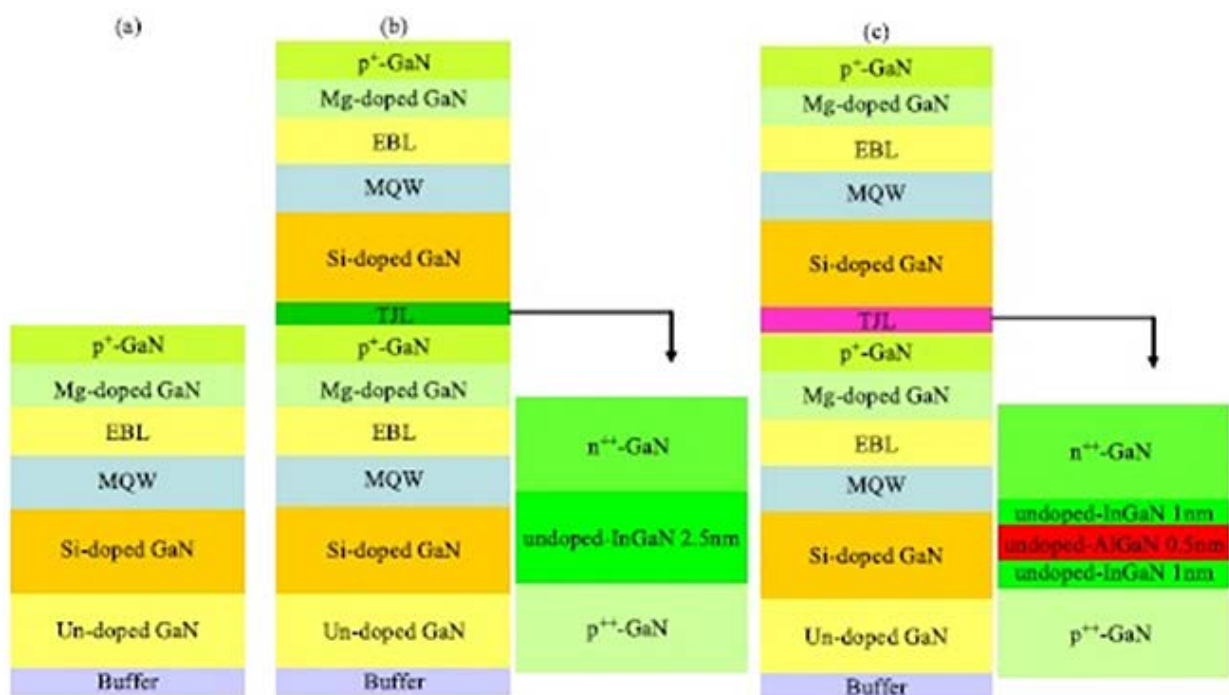 (a)
p⁺-GaN
Mg-doped GaN
EBL
MQW
Si-doped GaN
Un-doped GaN
Buffer
(b)
p⁺-GaN
Mg-doped GaN
EBL
MQW
Si-doped GaN
TJL
p⁺-GaN
Mg-doped GaN
EBL
MQW
Si-doped GaN
Un-doped GaN
Buffer
n⁺⁺-GaN
undoped-InGaN 2.5nm
p⁺⁺-GaN
(c)
p⁺-GaN
Mg-doped GaN
EBL
MQW
Si-doped GaN
TJL
p⁺-GaN
Mg-doped GaN
EBL
MQW
Si-doped GaN
Un-doped GaN
Buffer
n⁺⁺-GaN
undoped-InGaN 1nm
undoped-AlGaN 0.5nm
undoped-InGaN 1nm
p⁺⁺-GaN